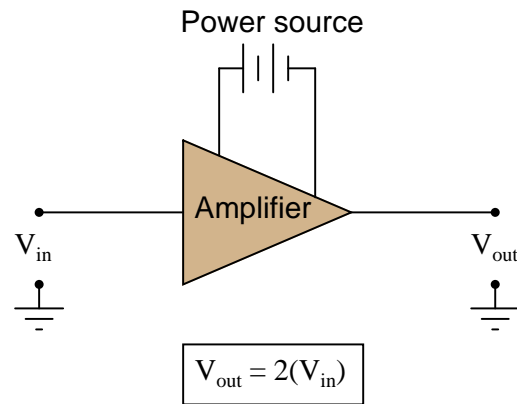 Power source
Amplifier
V_in
V_out
V_out = 2(V_in)